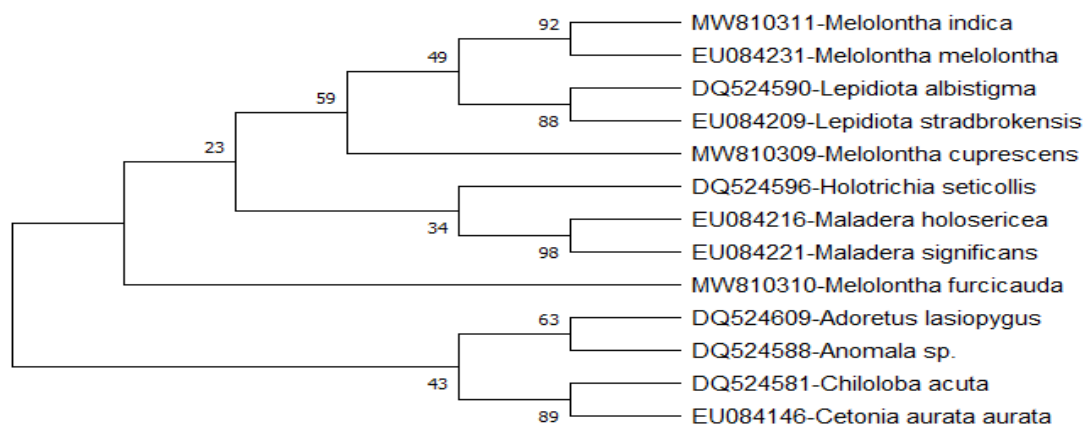 92
MW810311-Melolontha indica
EU084231-Melolontha melolontha
49
DQ524590-Lepidiota albistigma
59
88
EU084209-Lepidiota stradbrokensis
23
MW810309-Melolontha cuprescens
DQ524596-Holotrichia seticollis
34
EU084216-Maladera holosericea
98
EU084221-Maladera significans
MW810310-Melolontha furcicauda
63
DQ524609-Adoretus lasiopygus
DQ524588-Anomala sp.
43
DQ524581-Chiloloba acuta
89
EU084146-Cetonia aurata aurata